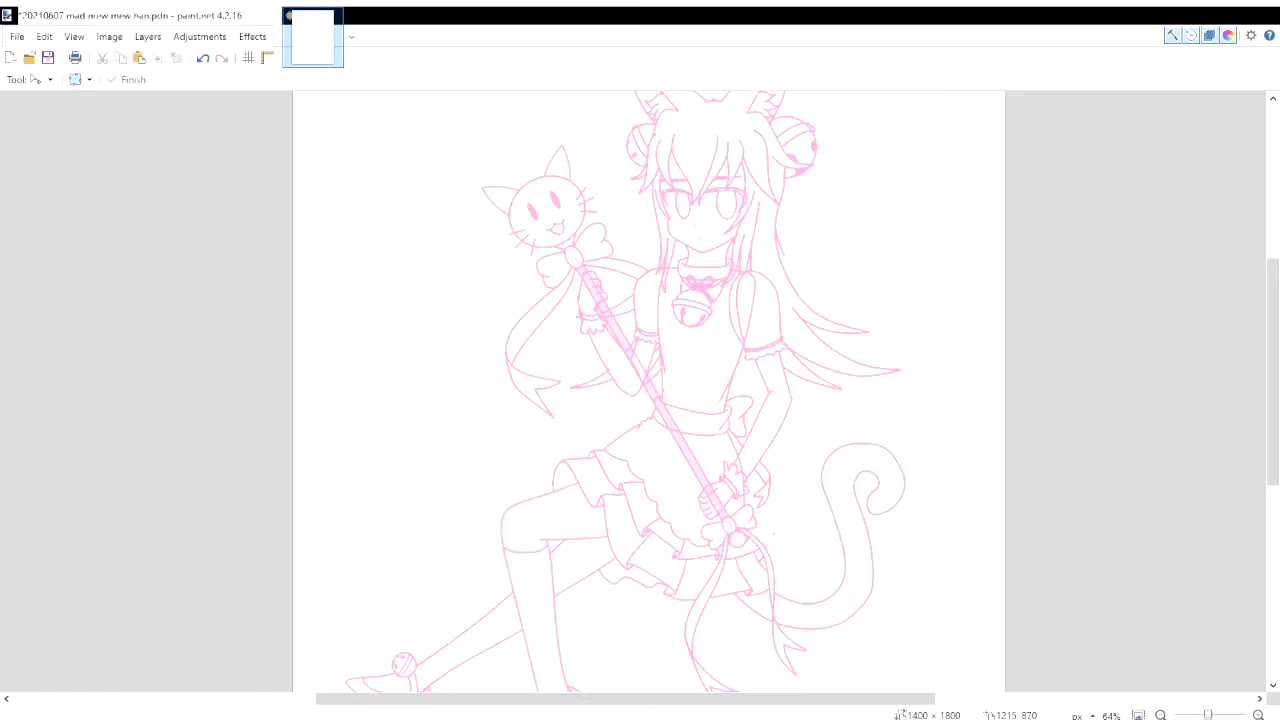 *20210607 mad mew mew han.pdn - paint.net 4.2.16
File Edit View Image Layers Adjustments Effects
Tool: Finish
1400 × 1800 1215, 870 px 64%